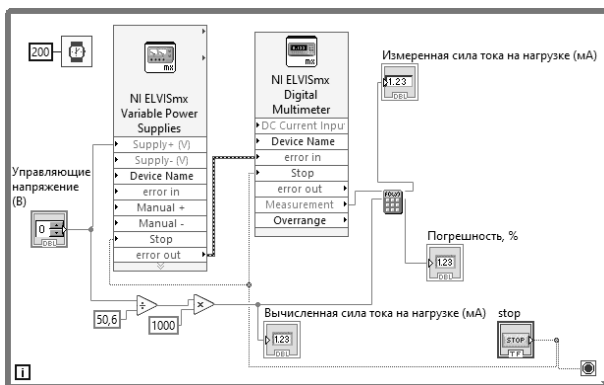 200
NI ELVISmx
Variable Power
Supplies
Supply+ (V)
Supply- (V)
Device Name
error in
Manual +
Manual -
Stop
error out
mx
NI ELVISmx
Digital
Multimeter
DC Current Input
Device Name
error in
Stop
error out
Measurement
Overrange
mx
Измеренная сила тока на нагрузке (мА)
1.23
DBL
Управляющие
напряжение
(В)
0
DBL
Погрешность, %
1.23
DBL
50,6
÷
1000
×
Вычисленная сила тока на нагрузке (мА)
1.23
DBL
stop
STOP
TF
i